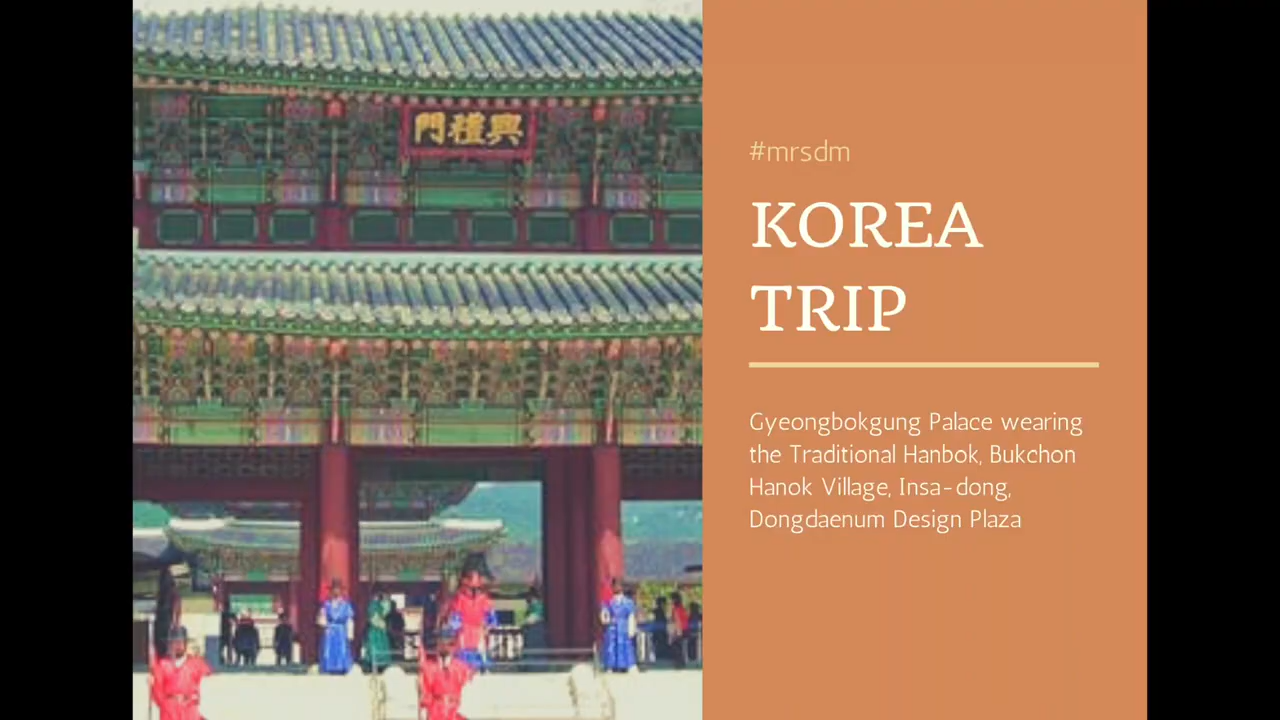 門禮興
#mrsdm
KOREA
TRIP
Gyeongbokgung Palace wearing
the Traditional Hanbok, Bukchon
Hanok Village, Insa-dong,
Dongdaenum Design Plaza